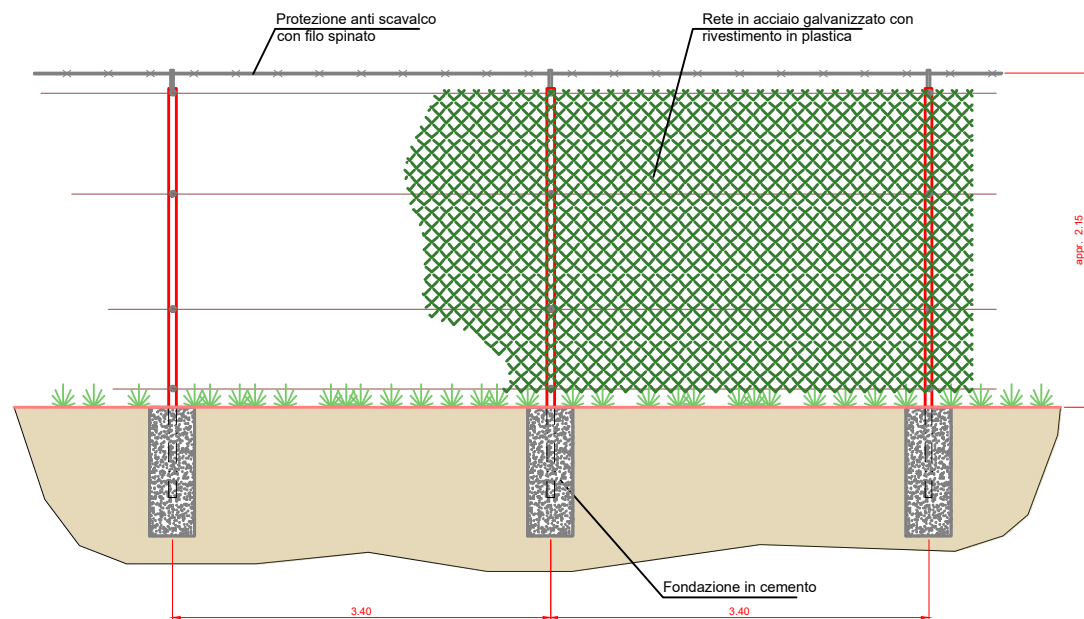 Protezione anti scavalco
con filo spinato
Rete in acciaio galvanizzato con
rivestimento in plastica
appr. 2.15
Fondazione in cemento
3.40
3.40